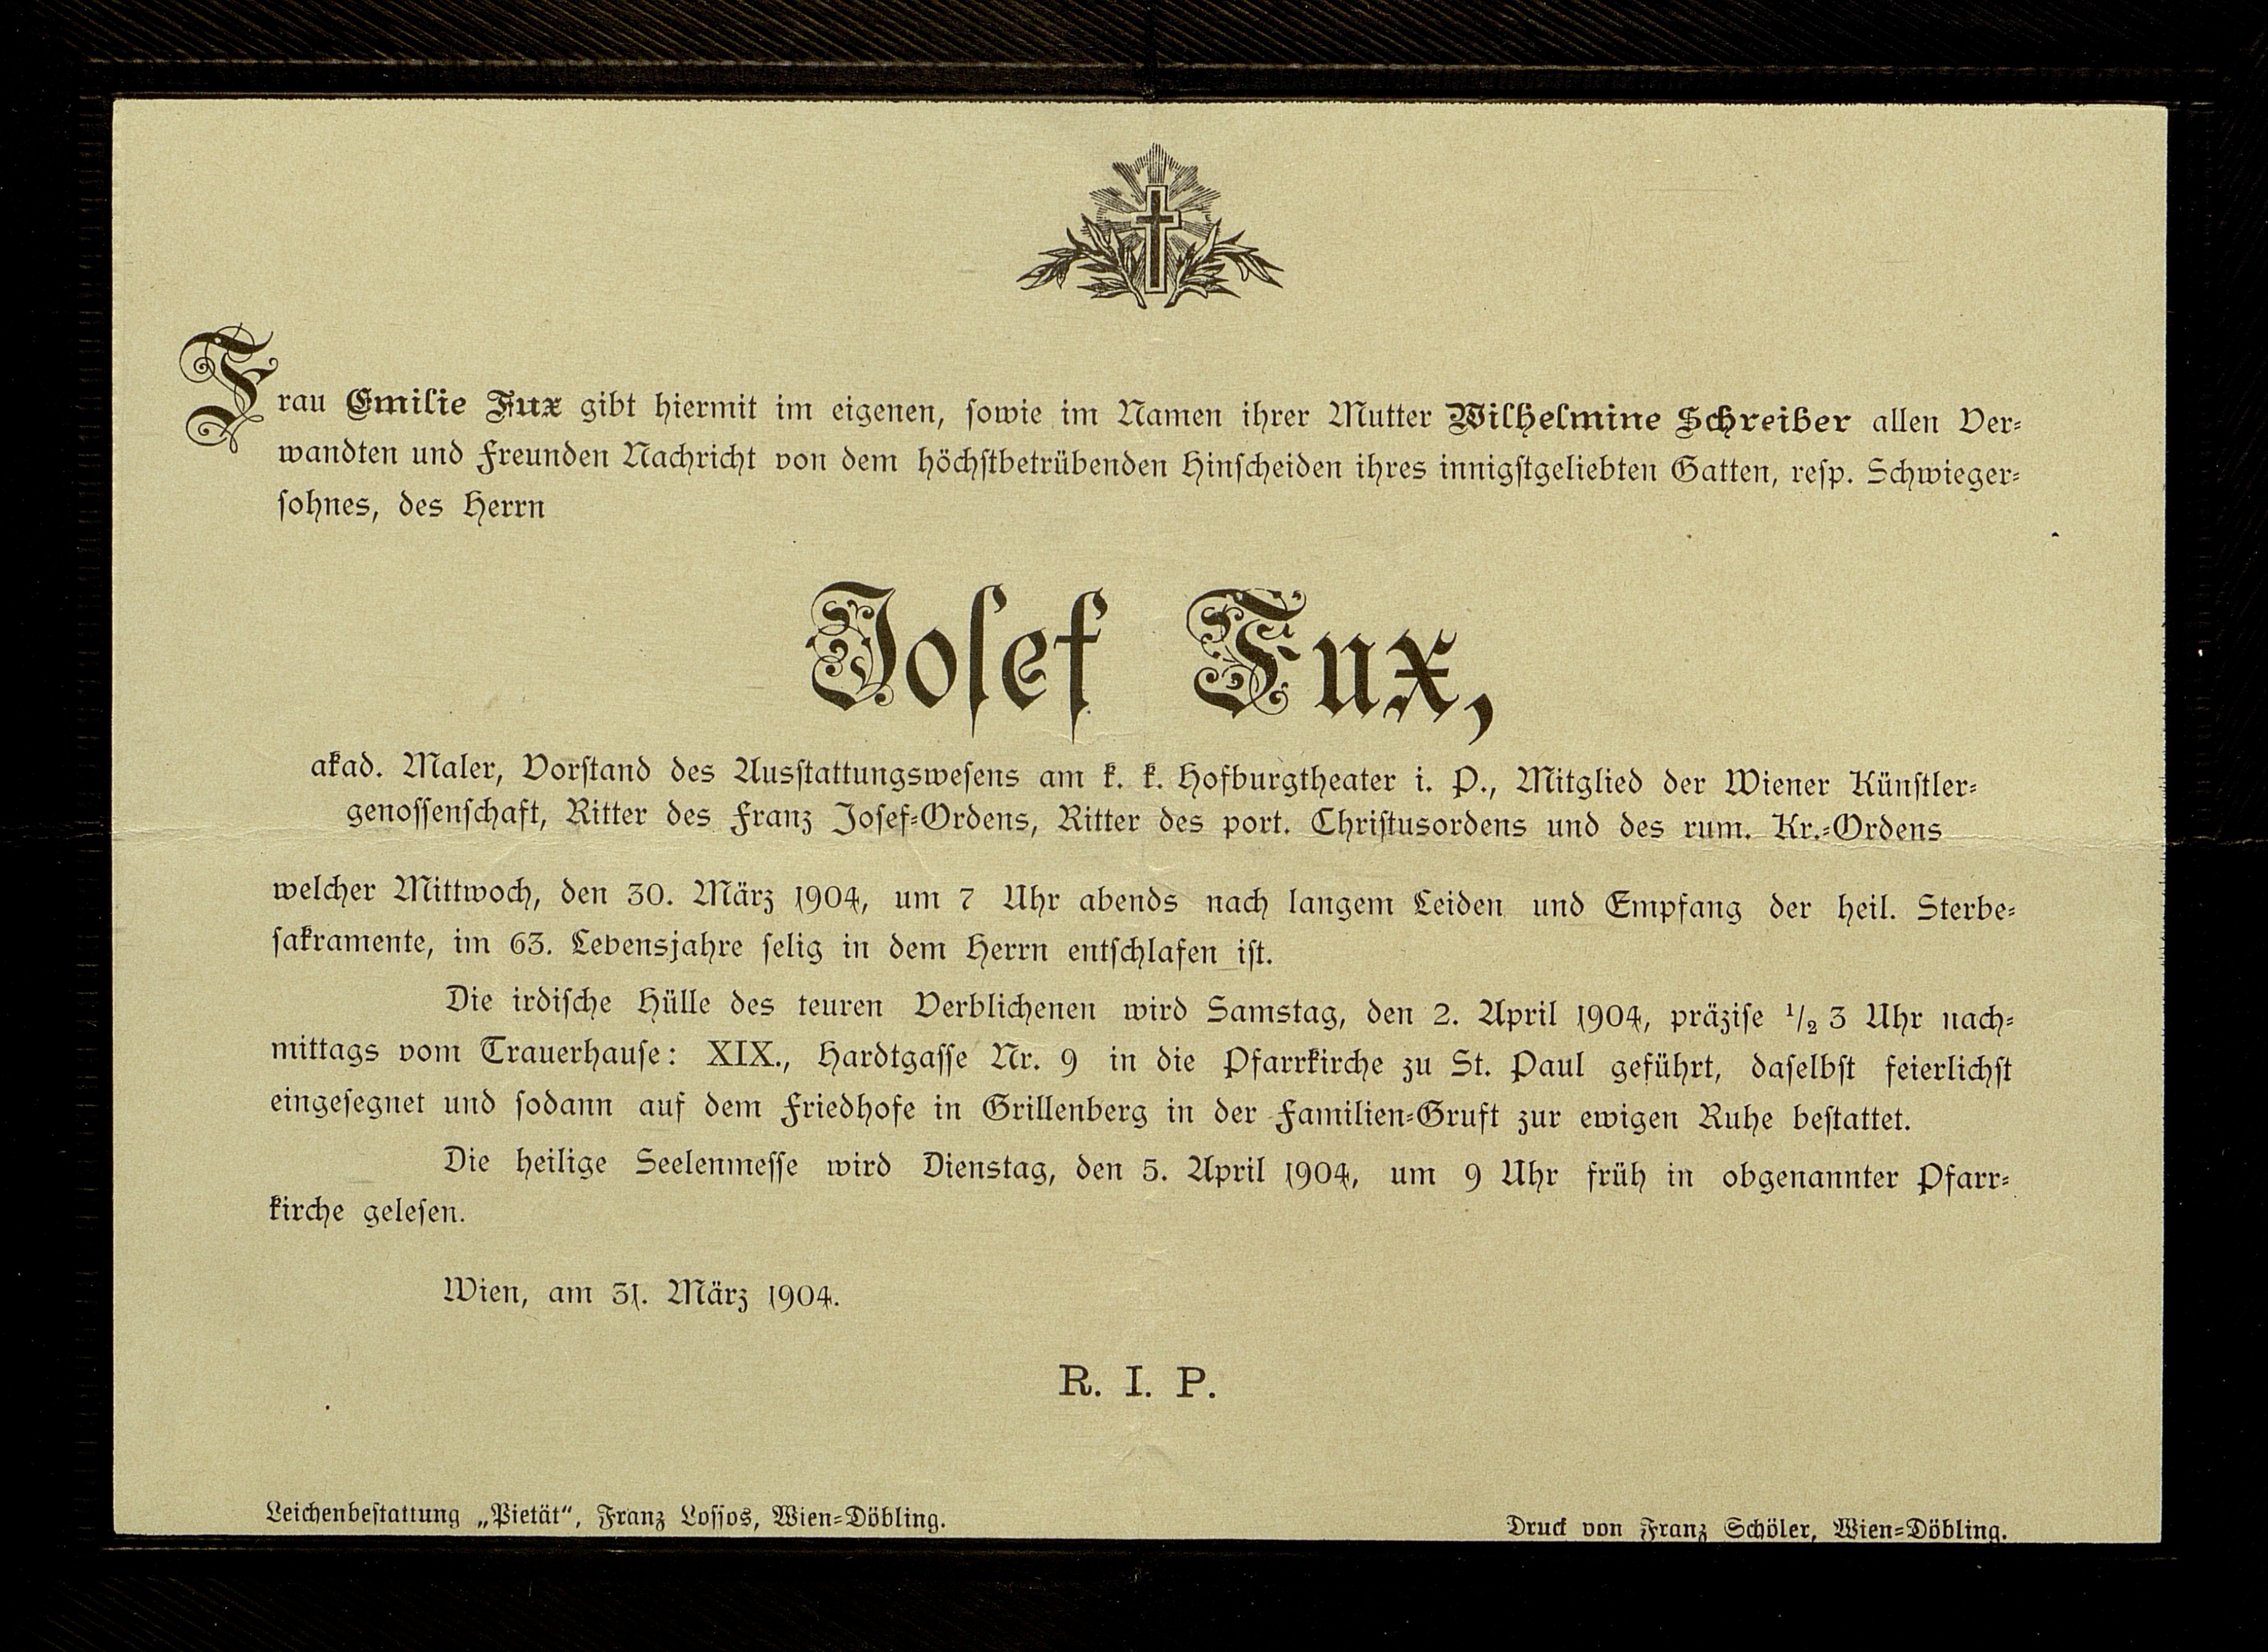 Frau Emilie Fux gibt hiermit im eigenen, sowie im Namen ihrer Mutter Wilhelmine Schreiber allen Ver-
wandten und Freunden Nachricht von dem höchstbetrübenden Hinscheiden ihres innigstgeliebten Gatten, resp. Schwieger-
sohnes, des Herrn
Josef Fux,
akad. Maler, Vorstand des Ausstattungswesens am k. k. Hofburgtheater i. P., Mitglied der Wiener Künstler-
genossenschaft, Ritter des Franz Josef-Ordens, Ritter des port. Christusordens und des rum. Kr.-Ordens
welcher Mittwoch, den 30. März 1904, um 7 Uhr abends nach langem Leiden und Empfang der heil. Sterbe-
sakramente, im 63. Lebensjahre selig in dem Herrn entschlafen ist.
Die irdische Hülle des teuren Verblichenen wird Samstag, den 2. April 1904, präzise 1/2 3 Uhr nach-
mittags vom Trauerhause: XIX., Hardtgasse Nr. 9 in die Pfarrkirche zu St. Paul geführt, daselbst feierlichst
eingesegnet und sodann auf dem Friedhofe in Grillenberg in der Familien-Gruft zur ewigen Ruhe bestattet.
Die heilige Seelenmesse wird Dienstag, den 5. April 1904, um 9 Uhr früh in obgenannter Pfarr-
kirche gelesen.
Wien, am 31. März 1904.
R. I. P.
Leichenbestattung „Pietät“, Franz Lossos, Wien-Döbling.
Druck von Franz Schöler, Wien-Döbling.